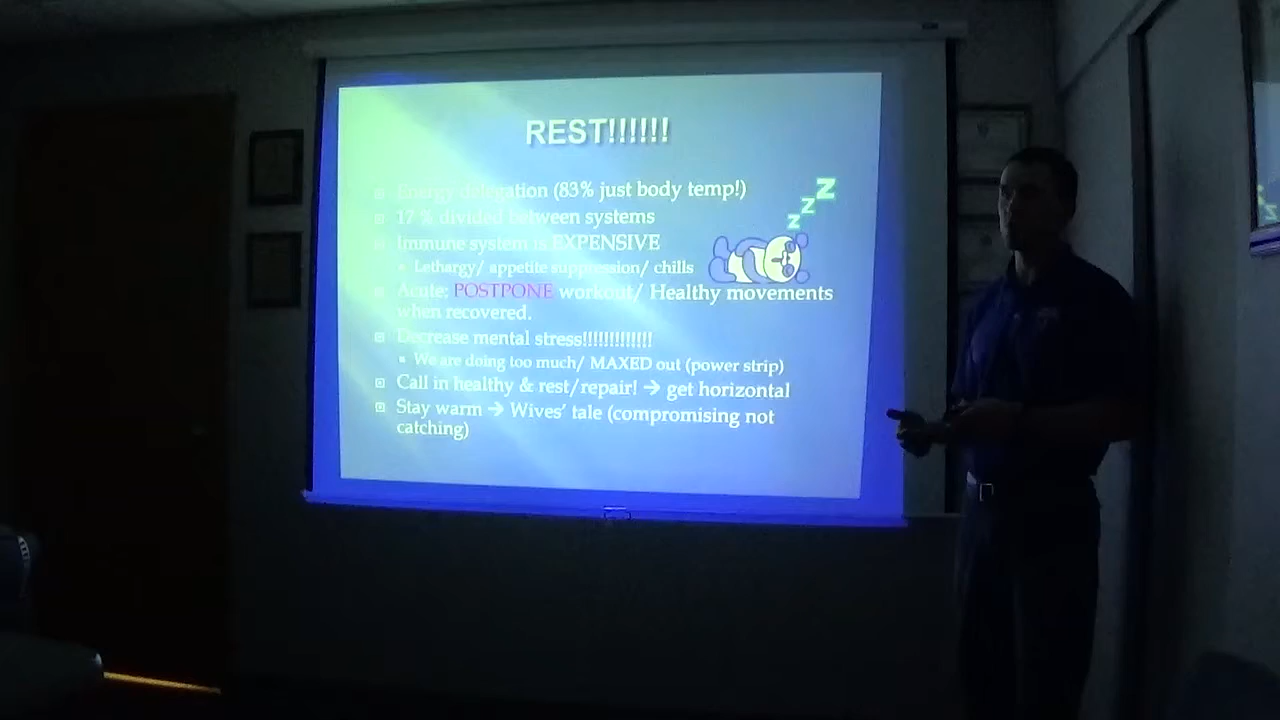 REST!!!!!!
Energy delegation (83% just body temp!)
17 % divided between systems
Immune system is EXPENSIVE
Lethargy/ appetite suppression/ chills
Acute: POSTPONE workout/ Healthy movements
when recovered.
Decrease mental stress!!!!!!!!!!!!!
We are doing too much/ MAXED out (power strip)
Call in healthy & rest/repair! → get horizontal
Stay warm → Wives' tale (compromising not
catching)
z
z
z